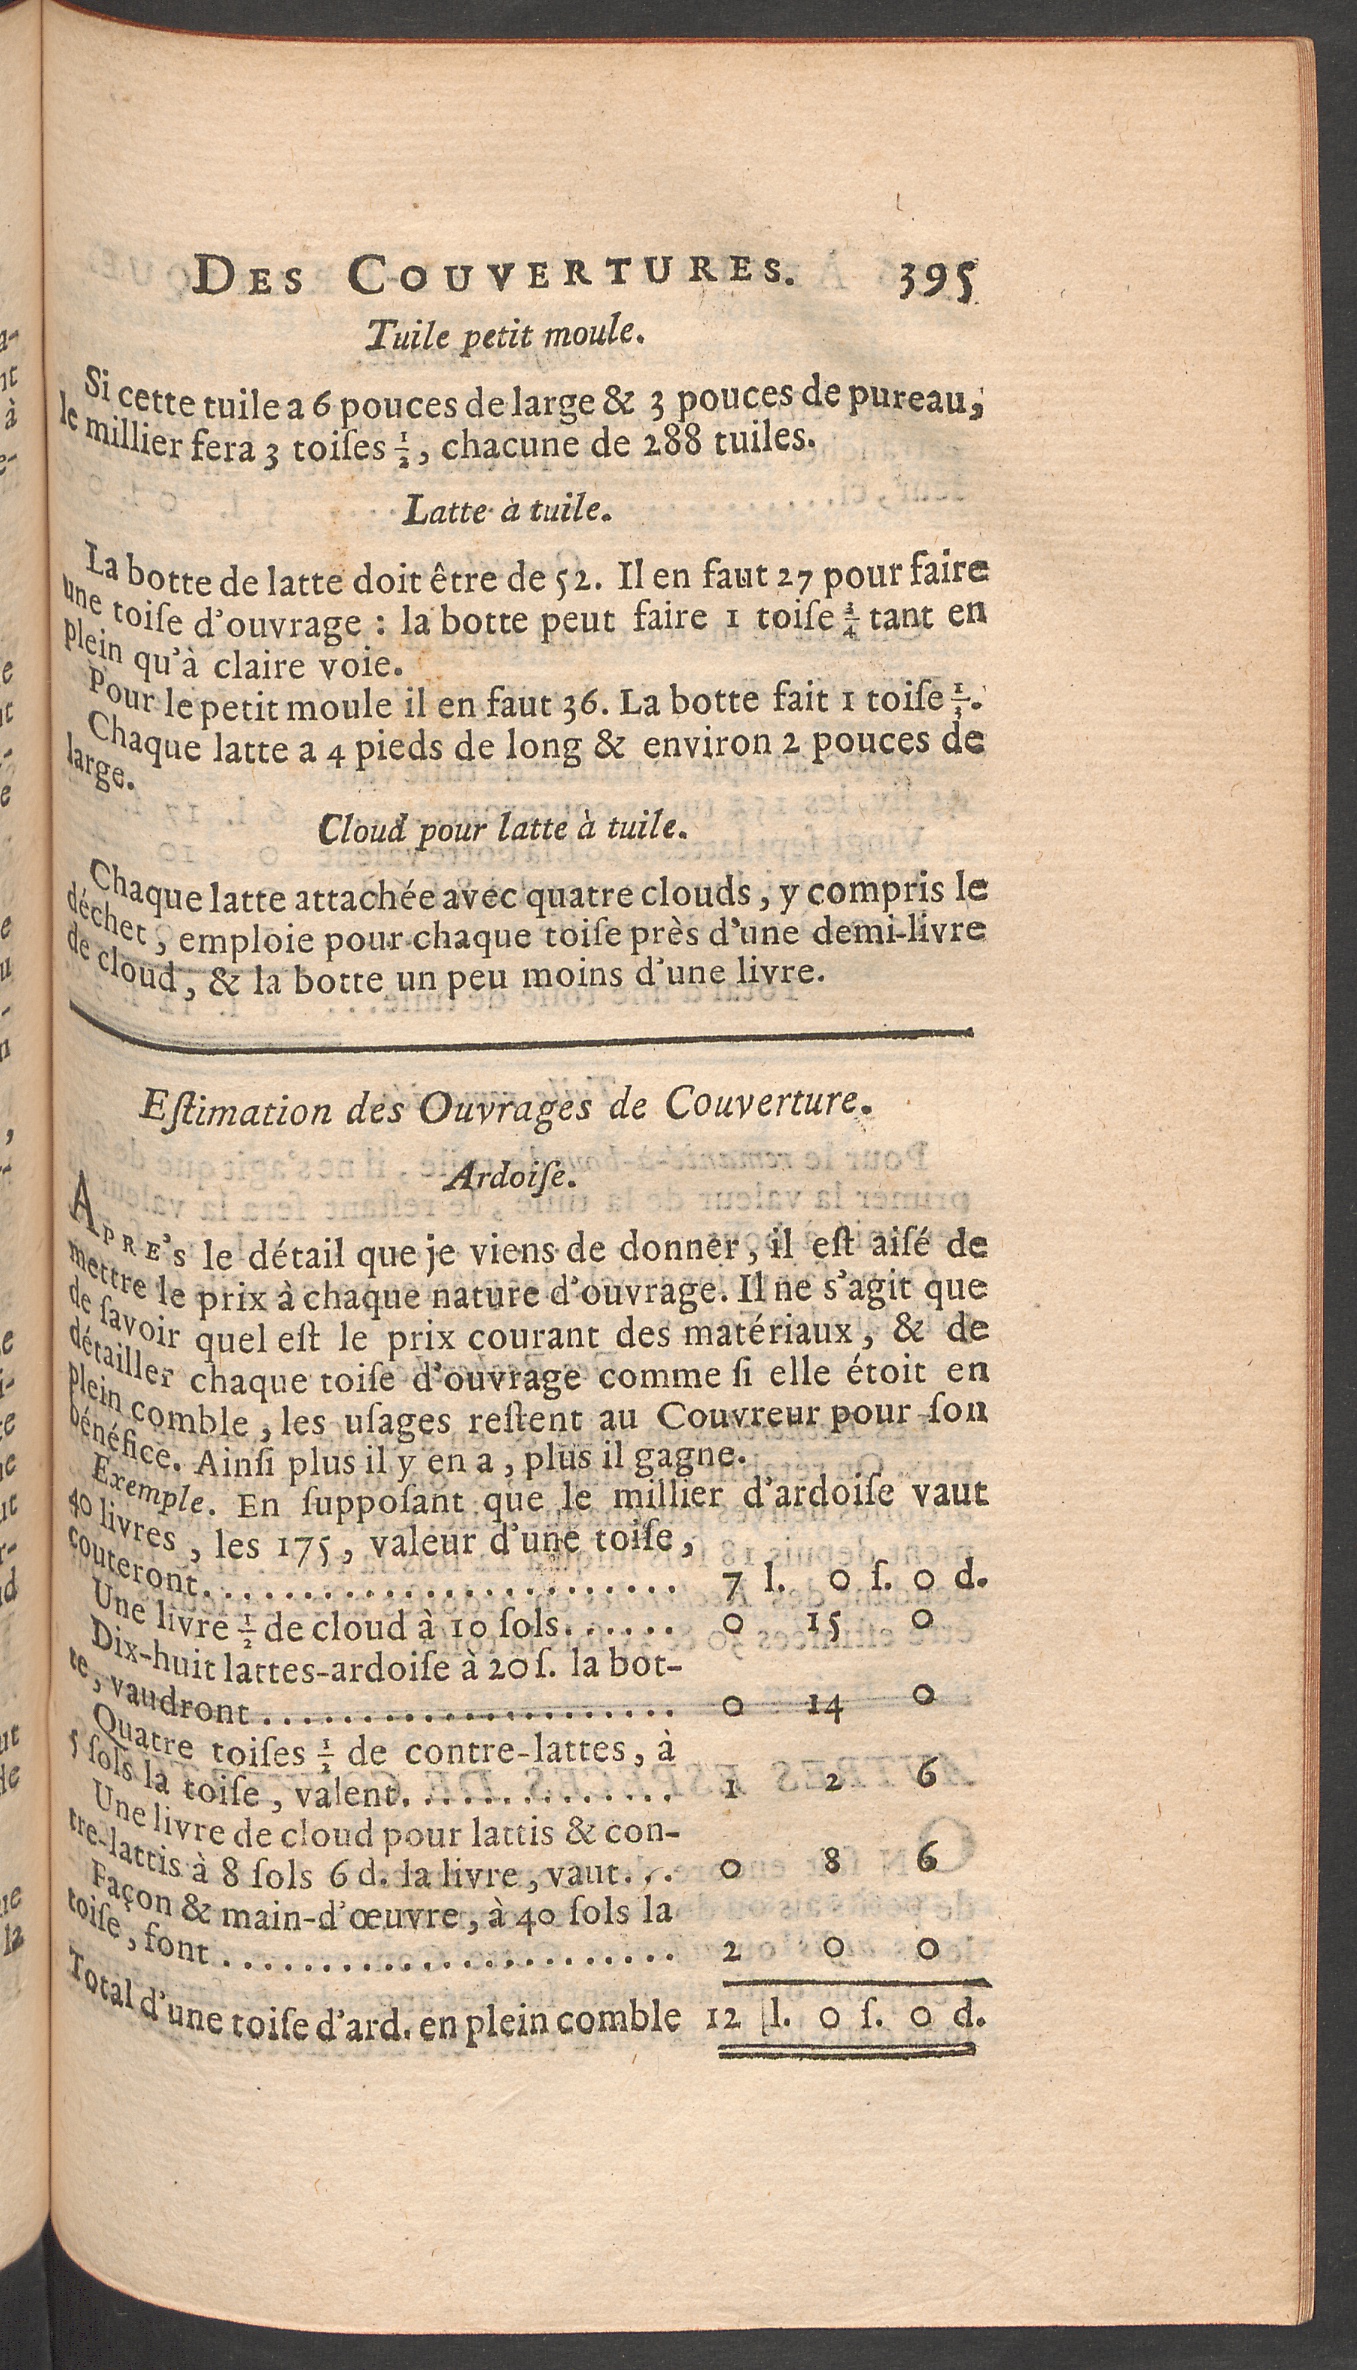 DES COUVERTURES. 395
Tuile petit moule.
Si cette tuile a 6 pouces de large & 3 pouces de pureau,
le millier fera 3 toiſes 1/2, chacune de 288 tuiles.
Latte à tuile.
La botte de latte doit être de 52. Il en faut 27 pour faire
une toiſe d'ouvrage : la botte peut faire 1 toiſe 3/4 tant en
plein qu'à claire voie.
Pour le petit moule il en faut 36. La botte fait 1 toiſe 1/3.
Chaque latte a 4 pieds de long & environ 2 pouces de
large.
Cloud pour latte à tuile.
Chaque latte attachée avec quatre clouds, y compris le
déchet, emploie pour chaque toiſe près d'une demi-livre
de cloud, & la botte un peu moins d'une livre.
Eſtimation des Ouvrages de Couverture.
Ardoiſe.
APRE's le détail que je viens de donner, il eſt aiſé de
mettre le prix à chaque nature d'ouvrage. Il ne s'agit que
de ſavoir quel eſt le prix courant des matériaux, & de
détailler chaque toiſe d'ouvrage comme ſi elle étoit en
plein comble, les uſages reſtent au Couvreur pour ſon
bénéfice. Ainſi plus il y en a, plus il gagne.
Exemple. En ſuppoſant que le millier d'ardoiſe vaut
40 livres, les 175, valeur d'une toiſe,
couteront........................ 7 l. 0 ſ. 0 d.
Une livre 1/2 de cloud à 10 ſols...... 0 15 0
Dix-huit lattes-ardoiſe à 20 ſ. la bot-
te, vaudront...................... 0 14 0
Quatre toiſes 1/2 de contre-lattes, à
5 ſols la toiſe, valent.............. 1 2 6
Une livre de cloud pour lattis & con-
tre-lattis à 8 ſols 6 d. la livre, vaut... 0 8 6
Façon & main-d'œuvre, à 40 ſols la
toiſe, font........................ 2 0 0
Total d'une toiſe d'ard. en plein comble 12 l. 0 ſ. 0 d.